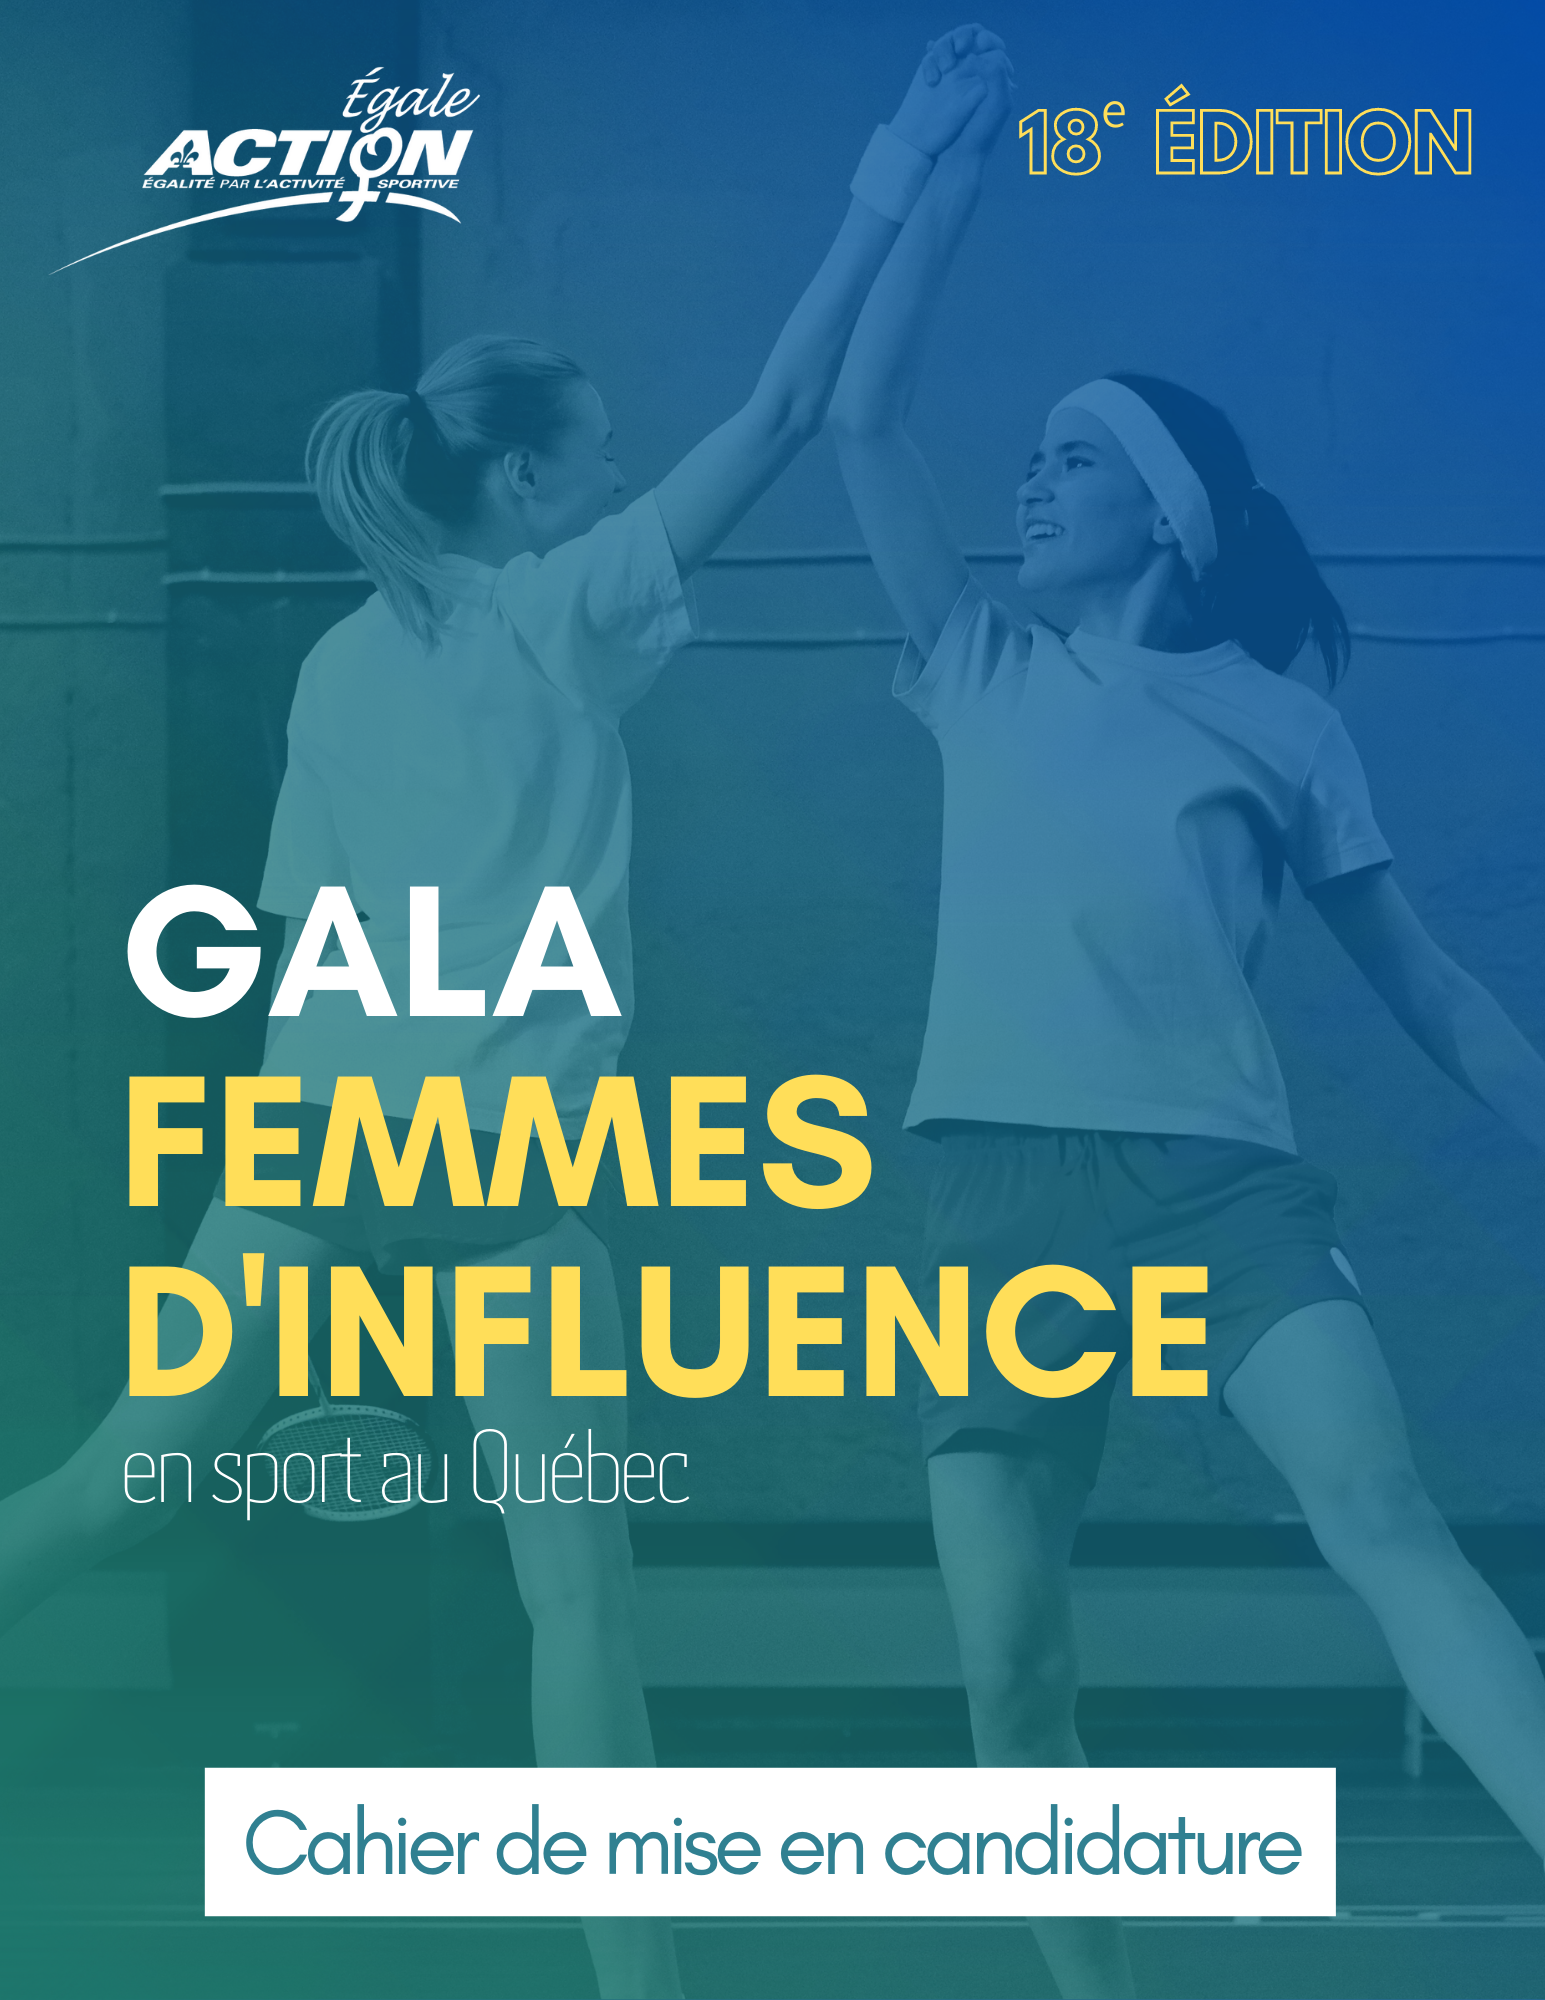 Égale
ACTION
ÉGALITÉ PAR L'ACTIVITÉ SPORTIVE
18e ÉDITION
GALA
FEMMES
D'INFLUENCE
en sport au Québec
Cahier de mise en candidature